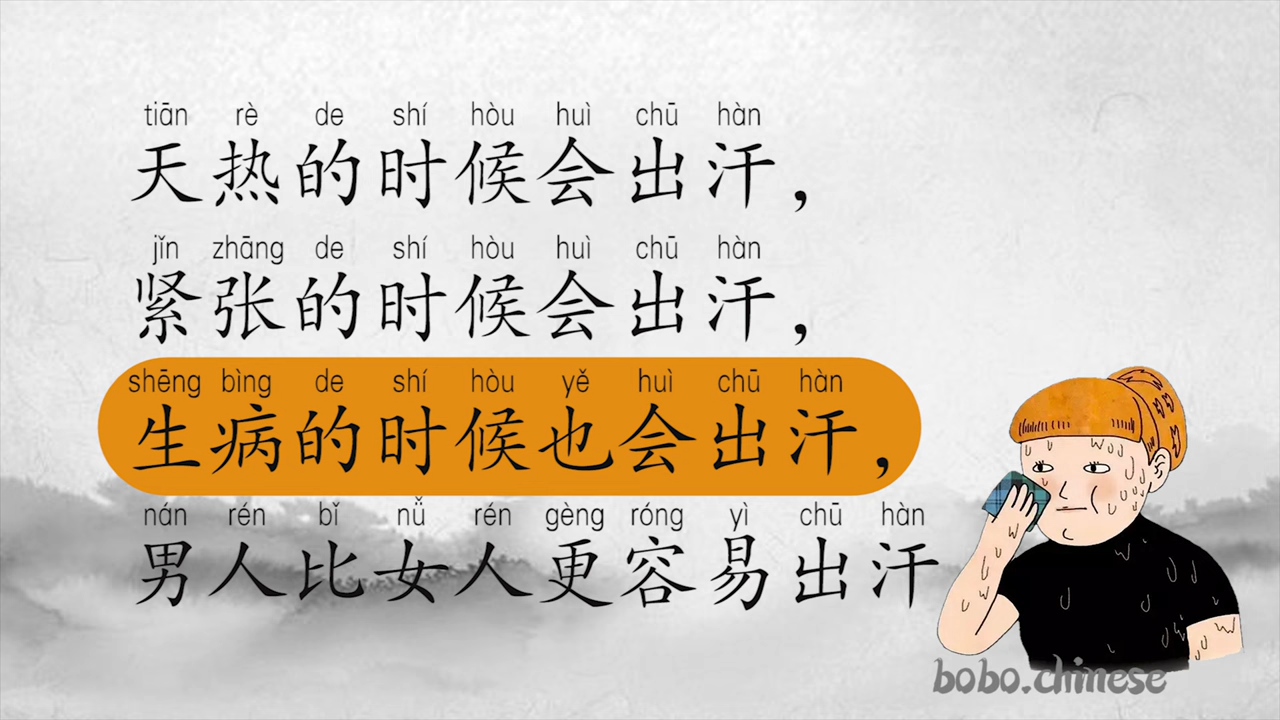 tiān rè de shí hòu huì chū hàn
天热的时候会出汗，
jǐn zhāng de shí hòu huì chū hàn
紧张的时候会出汗，
shēng bìng de shí hòu yě huì chū hàn
生病的时候也会出汗，
nán rén bǐ nǚ rén gèng róng yì chū hàn
男人比女人更容易出汗
bobo.chinese